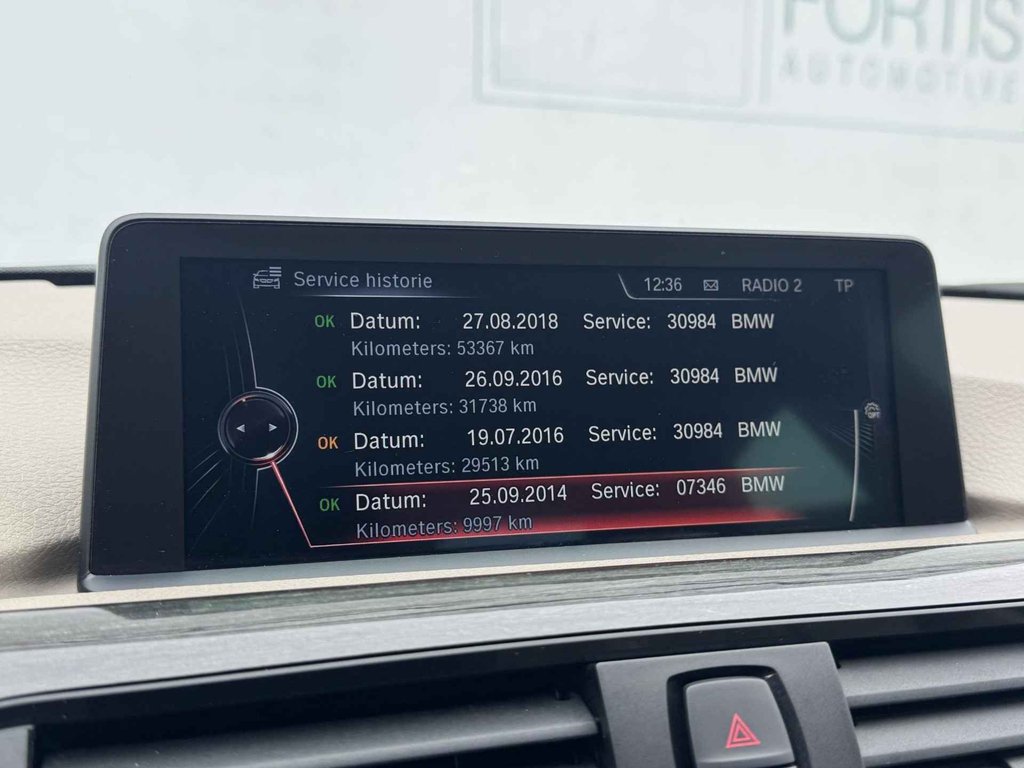 FORTIS
AUTOMOTIVE
Service historie 12:36 RADIO 2 TP
OK Datum: 27.08.2018 Service: 30984 BMW
Kilometers: 53367 km
OK Datum: 26.09.2016 Service: 30984 BMW
Kilometers: 31738 km
OK Datum: 19.07.2016 Service: 30984 BMW
Kilometers: 29513 km
OK Datum: 25.09.2014 Service: 07346 BMW
Kilometers: 9997 km
OFF